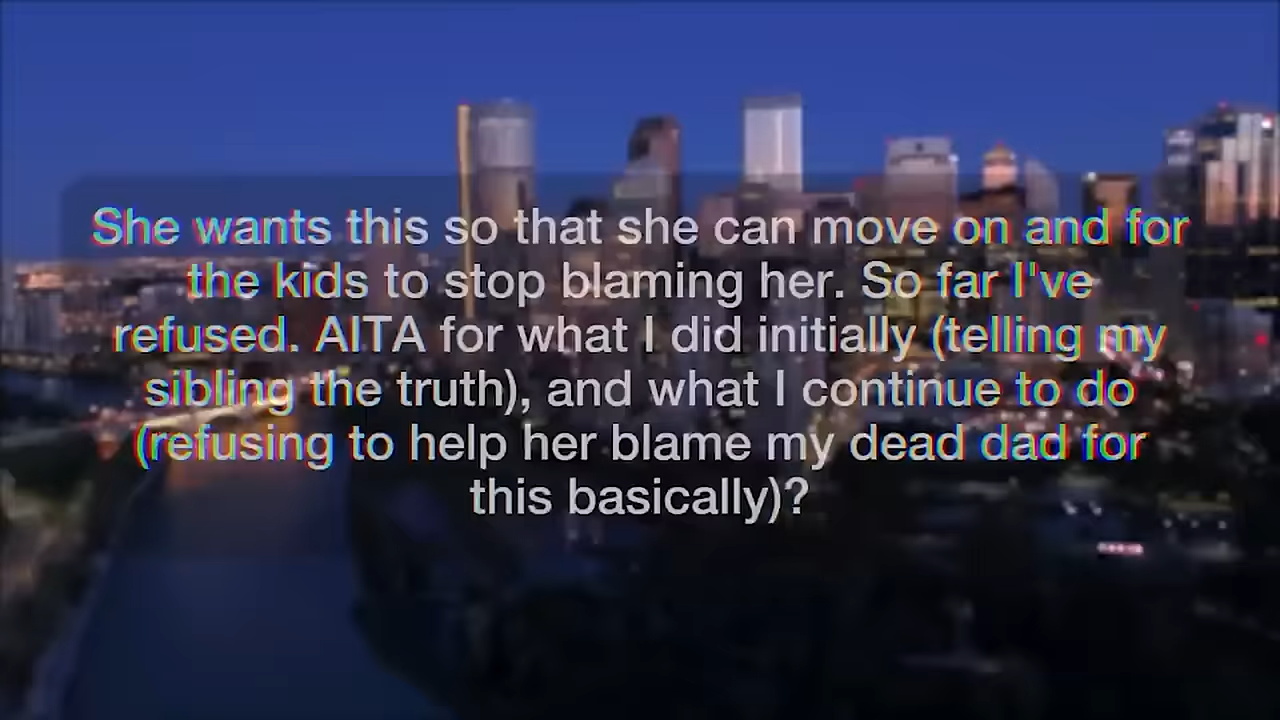 She wants this so that she can move on and for
the kids to stop blaming her. So far I've
refused. AITA for what I did initially (telling my
sibling the truth), and what I continue to do
(refusing to help her blame my dead dad for
this basically)?